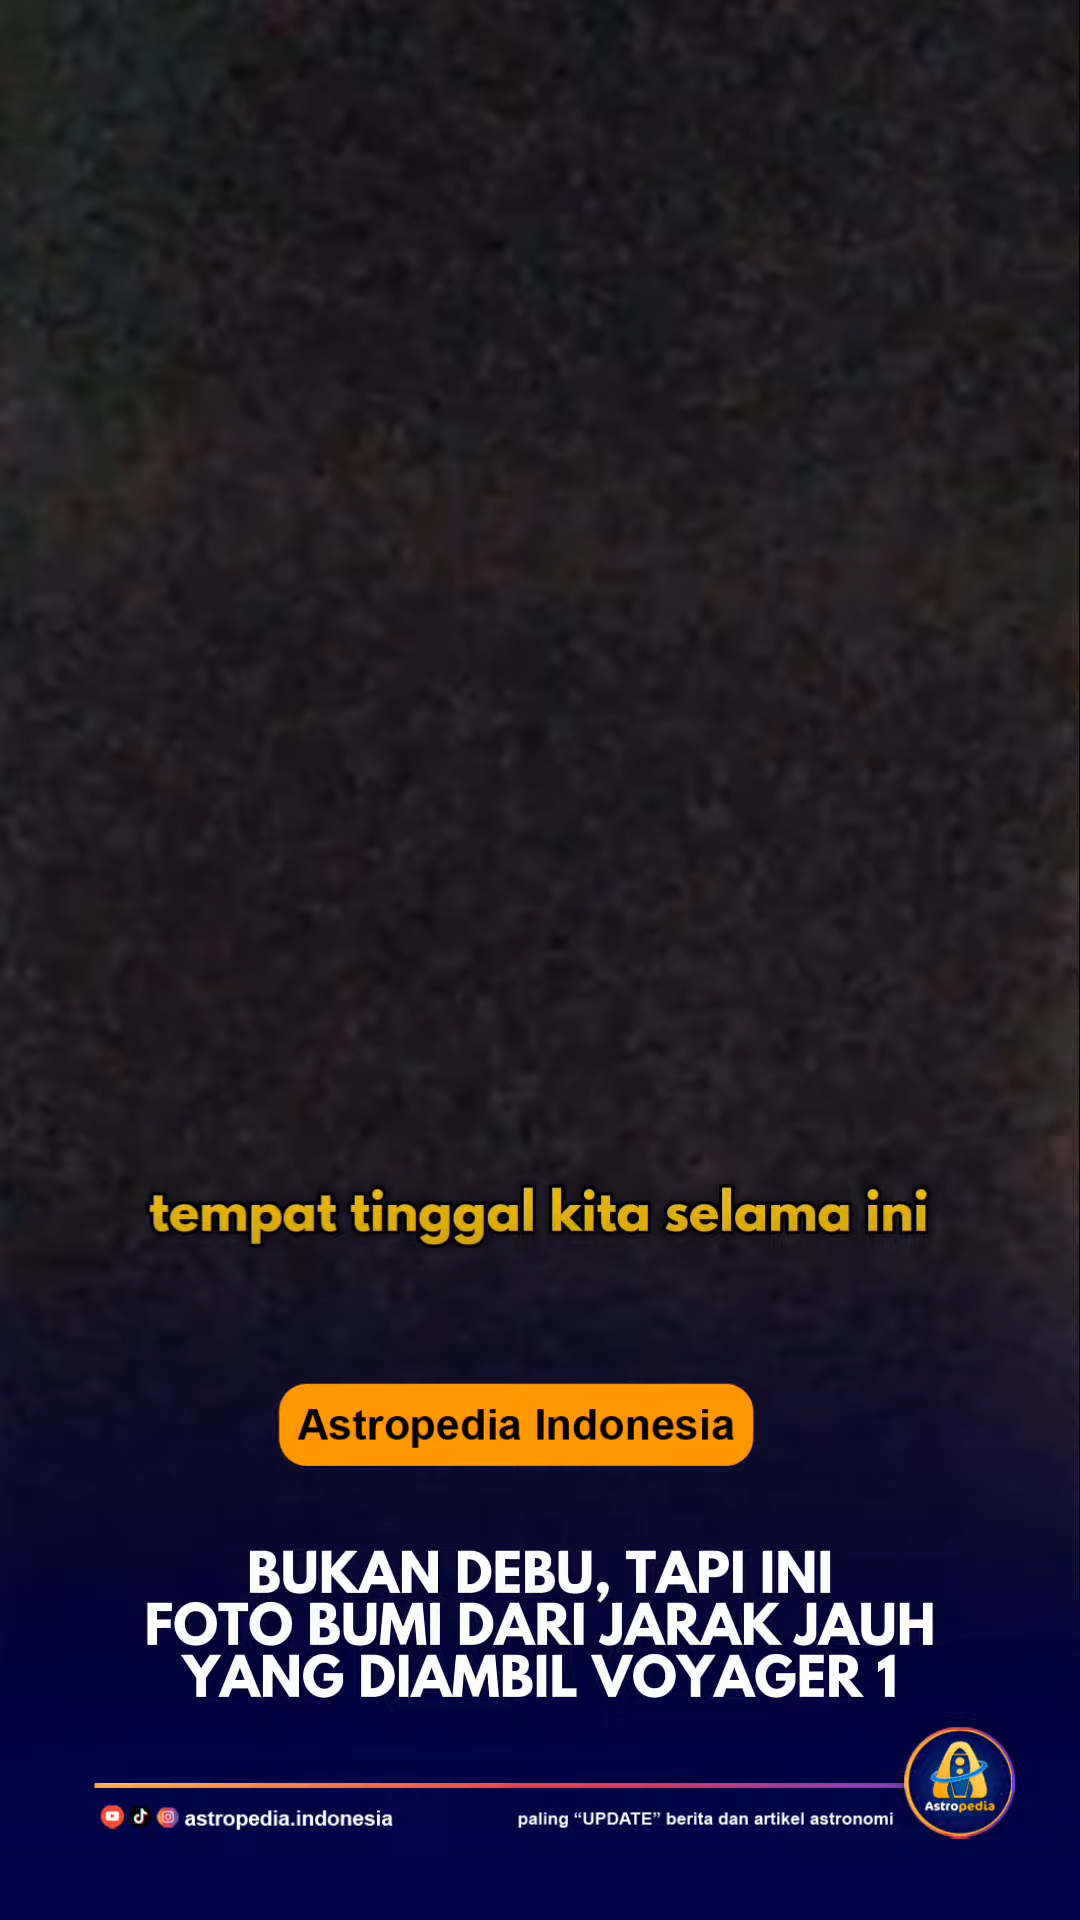 tempat tinggal kita selama ini
Astropedia Indonesia
BUKAN DEBU, TAPI INI
FOTO BUMI DARI JARAK JAUH
YANG DIAMBIL VOYAGER 1
Astropedia
astropedia.indonesia
paling “UPDATE” berita dan artikel astronomi